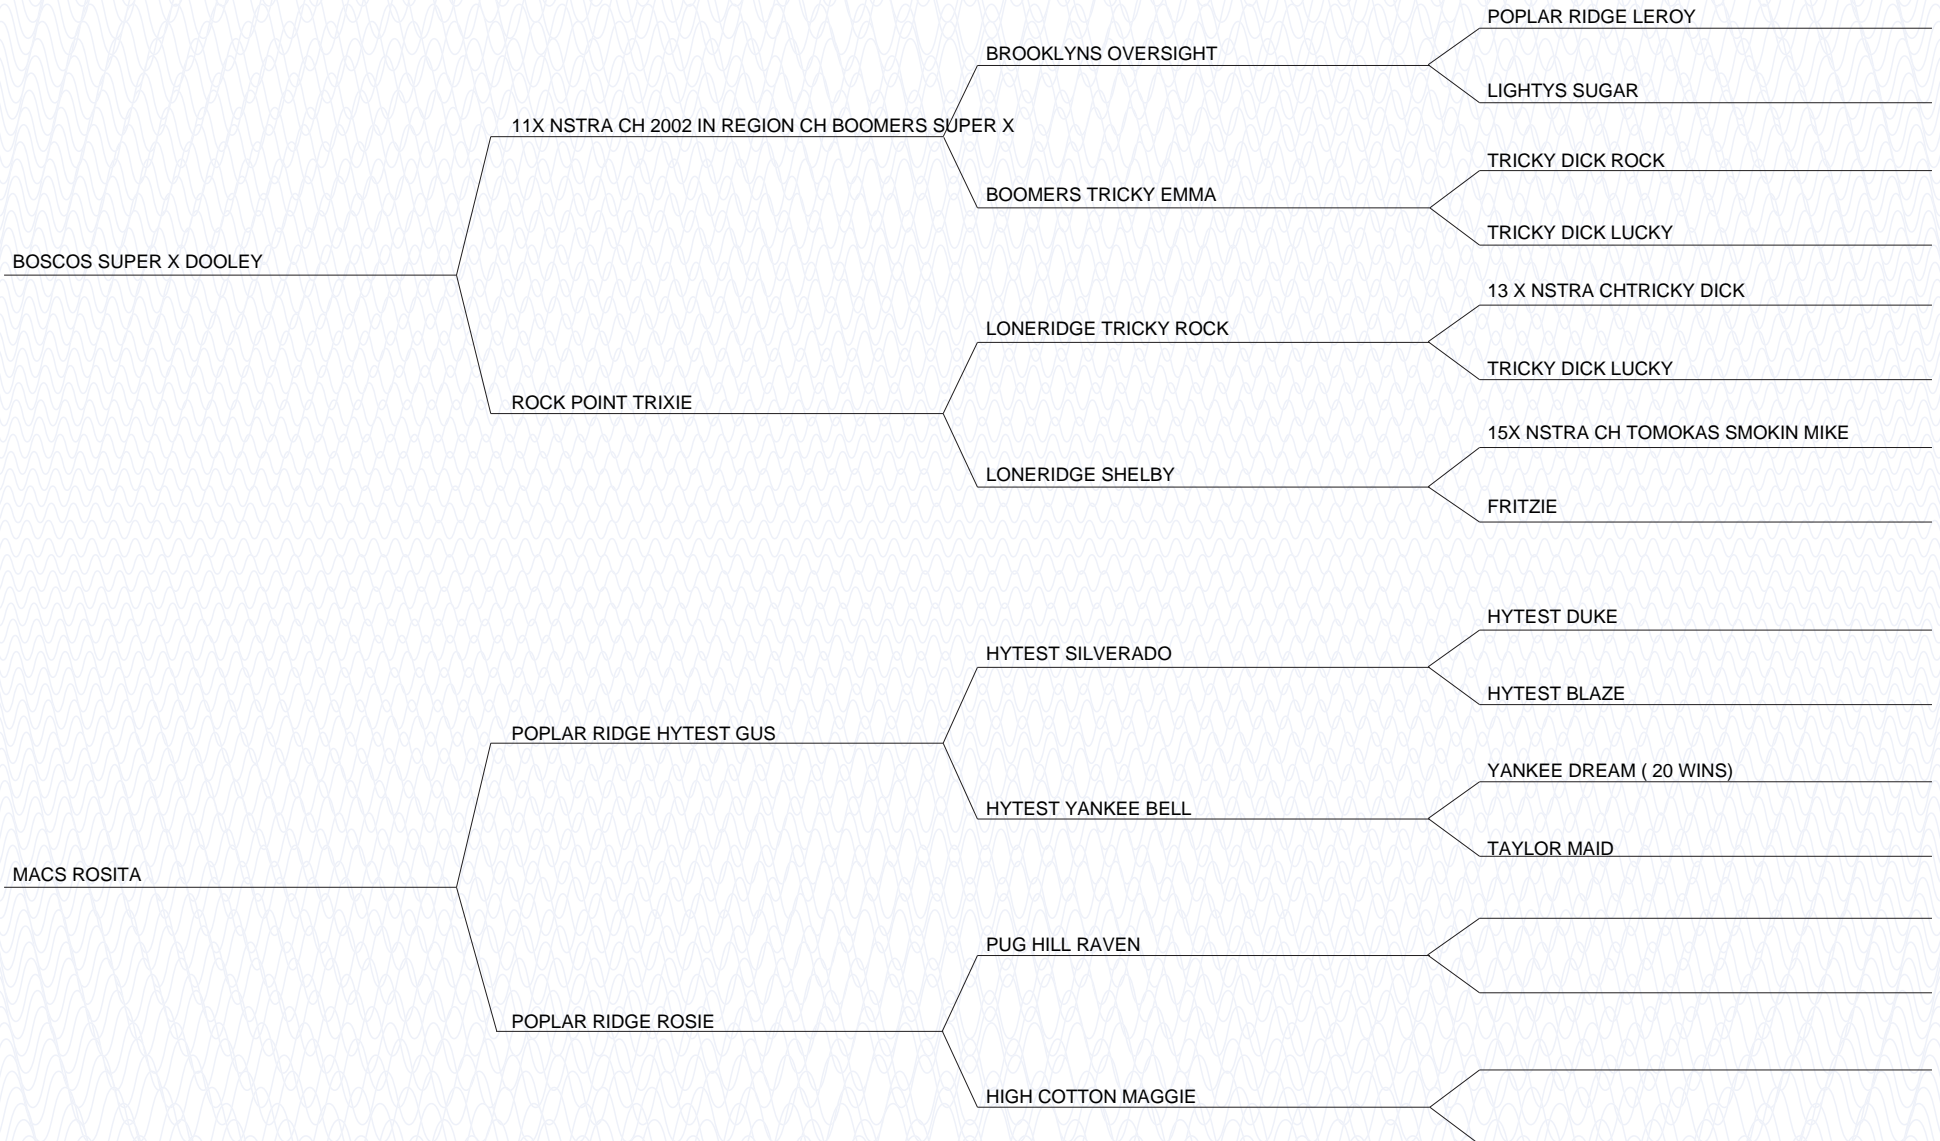 POPLAR RIDGE LEROY
BROOKLYNS OVERSIGHT
LIGHTYS SUGAR
11X NSTRA CH 2002 IN REGION CH BOOMERS SUPER X
TRICKY DICK ROCK
BOOMERS TRICKY EMMA
TRICKY DICK LUCKY
BOSCOS SUPER X DOOLEY
13 X NSTRA CHTRICKY DICK
LONERIDGE TRICKY ROCK
TRICKY DICK LUCKY
ROCK POINT TRIXIE
15X NSTRA CH TOMOKAS SMOKIN MIKE
LONERIDGE SHELBY
FRITZIE
HYTEST DUKE
HYTEST SILVERADO
HYTEST BLAZE
POPLAR RIDGE HYTEST GUS
YANKEE DREAM ( 20 WINS)
HYTEST YANKEE BELL
TAYLOR MAID
MACS ROSITA
PUG HILL RAVEN
POPLAR RIDGE ROSIE
HIGH COTTON MAGGIE